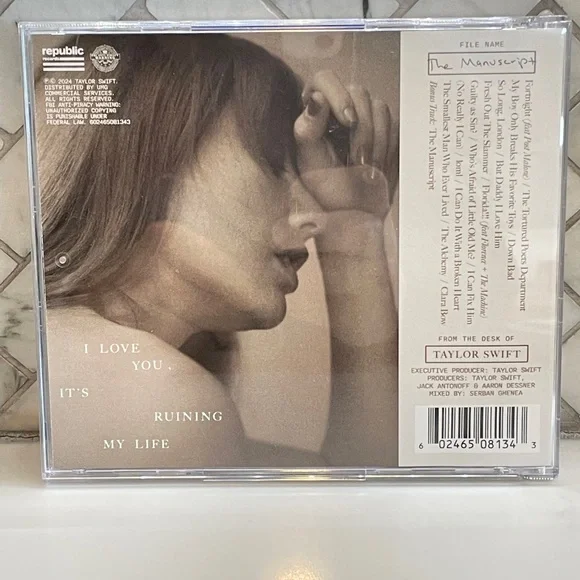 republic
records
℗ © 2024 TAYLOR SWIFT.
DISTRIBUTED BY UMG
COMMERCIAL SERVICES.
ALL RIGHTS RESERVED.
FBI ANTI-PIRACY WARNING:
UNAUTHORIZED COPYING
IS PUNISHABLE UNDER
FEDERAL LAW. 602465081343
I LOVE
YOU,
IT'S
RUINING
MY LIFE
FILE NAME
The Manuscript
Fortnight (feat. Post Malone) / The Tortured Poets Department
My Boy Only Breaks His Favorite Toys / Down Bad
So Long, London / But Daddy I Love Him
Fresh Out The Slammer / Florida!!! (feat. Florence + The Machine)
Guilty as Sin? / Who's Afraid of Little Old Me? / I Can Fix Him
(No Really I Can) / loml / I Can Do It With a Broken Heart
The Smallest Man Who Ever Lived / The Alchemy / Clara Bow
Bonus Track: The Manuscript
FROM THE DESK OF
TAYLOR SWIFT
EXECUTIVE PRODUCER: TAYLOR SWIFT
PRODUCERS: TAYLOR SWIFT,
JACK ANTONOFF & AARON DESSNER
MIXED BY: SERBAN GHENEA
6 02465 08134 3